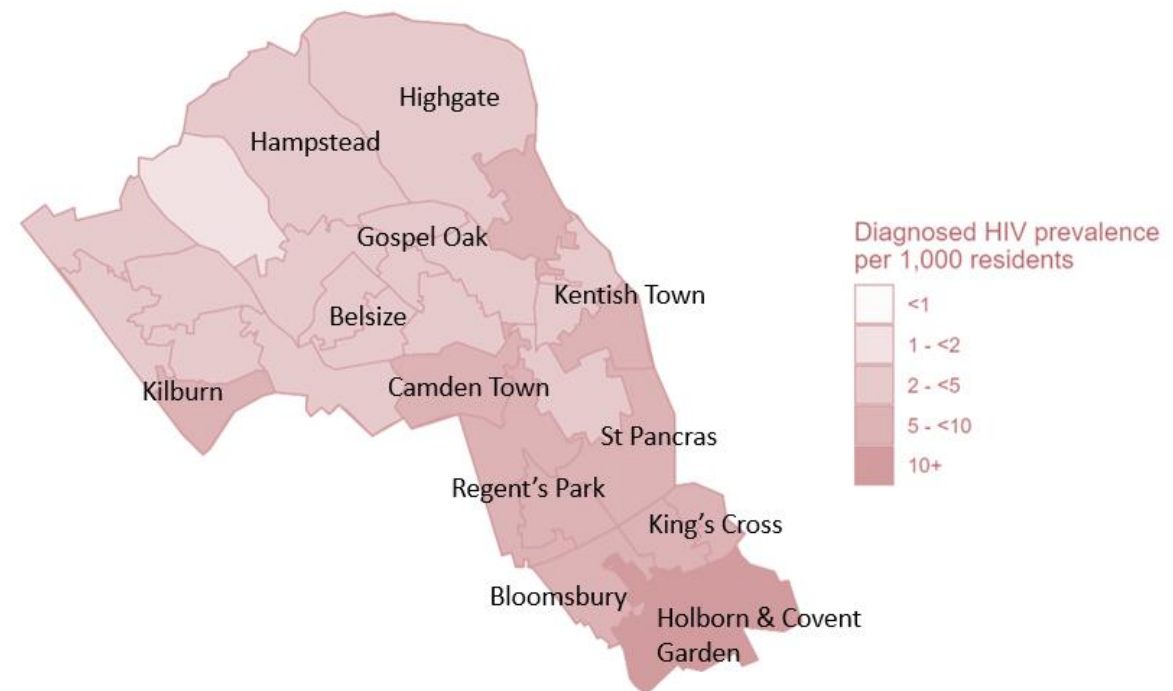 Highgate
Hampstead
Gospel Oak
Kentish Town
Belsize
Kilburn
Camden Town
St Pancras
Regent's Park
King's Cross
Bloomsbury
Holborn & Covent
Garden
Diagnosed HIV prevalence
per 1,000 residents
<1
1 - <2
2 - <5
5 - <10
10+